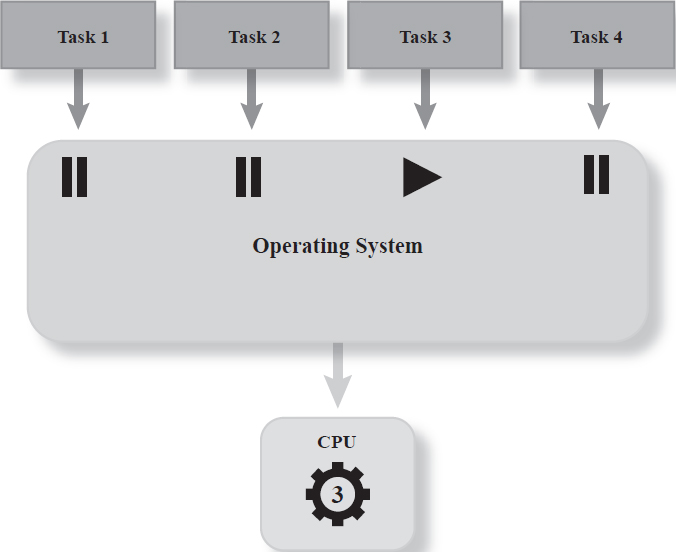 Task 1
Task 2
Task 3
Task 4
Operating System
CPU
3